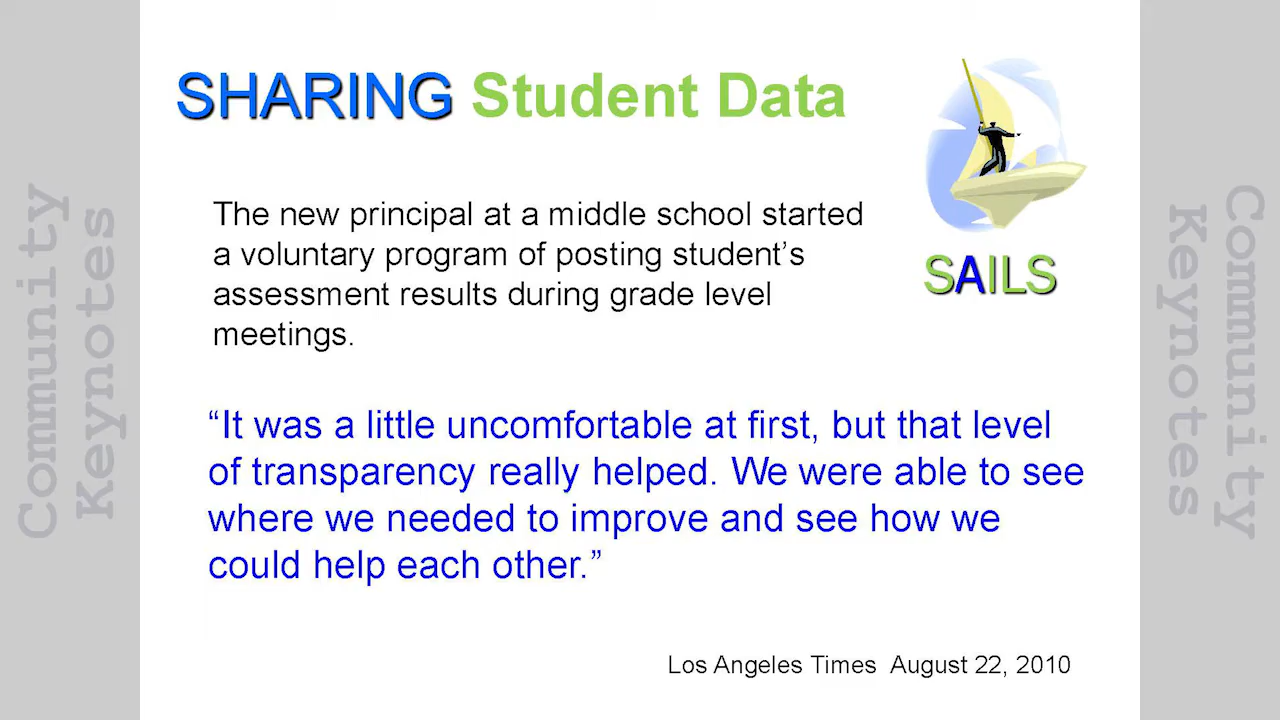 SHARING Student Data
The new principal at a middle school started
a voluntary program of posting student’s
assessment results during grade level
meetings.
SAILS
“It was a little uncomfortable at first, but that level
of transparency really helped. We were able to see
where we needed to improve and see how we
could help each other.”
Los Angeles Times August 22, 2010
Community
Keynotes
Community
Keynotes